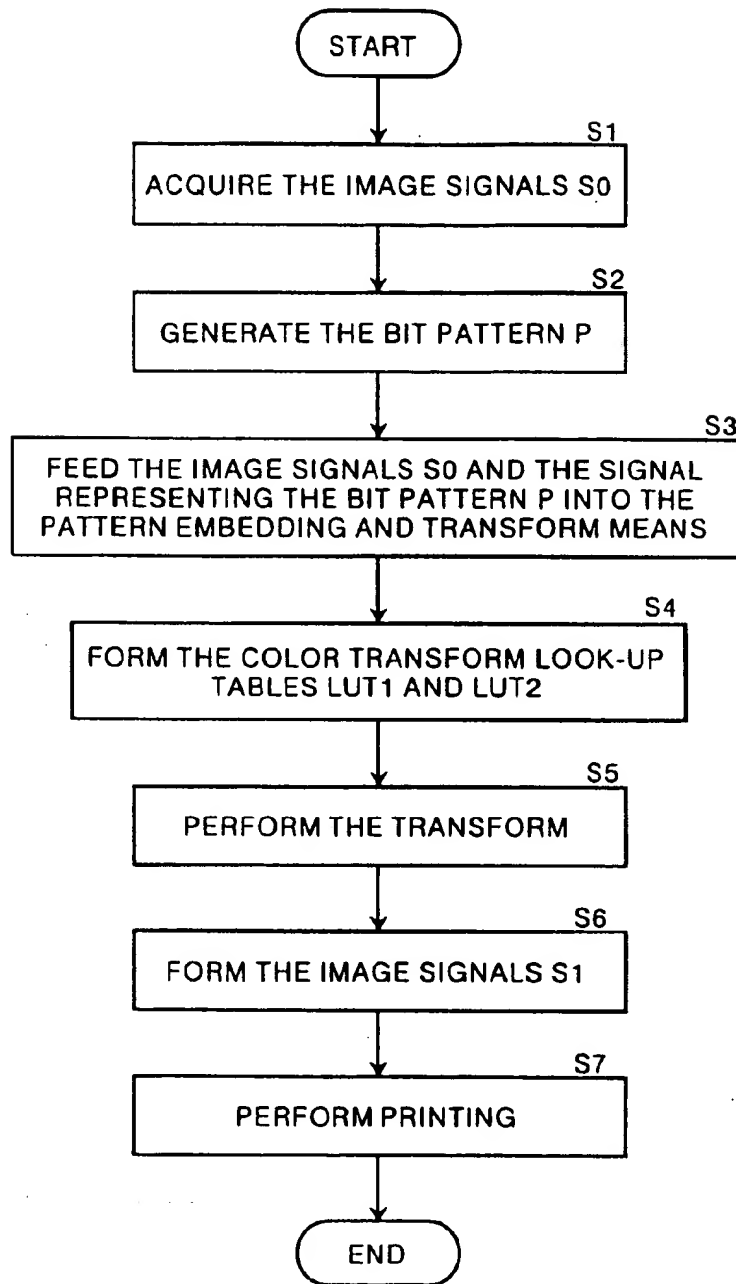 START
S1
ACQUIRE THE IMAGE SIGNALS S0
S2
GENERATE THE BIT PATTERN P
S3
FEED THE IMAGE SIGNALS S0 AND THE SIGNAL
REPRESENTING THE BIT PATTERN P INTO THE
PATTERN EMBEDDING AND TRANSFORM MEANS
S4
FORM THE COLOR TRANSFORM LOOK-UP
TABLES LUT1 AND LUT2
S5
PERFORM THE TRANSFORM
S6
FORM THE IMAGE SIGNALS S1
S7
PERFORM PRINTING
END